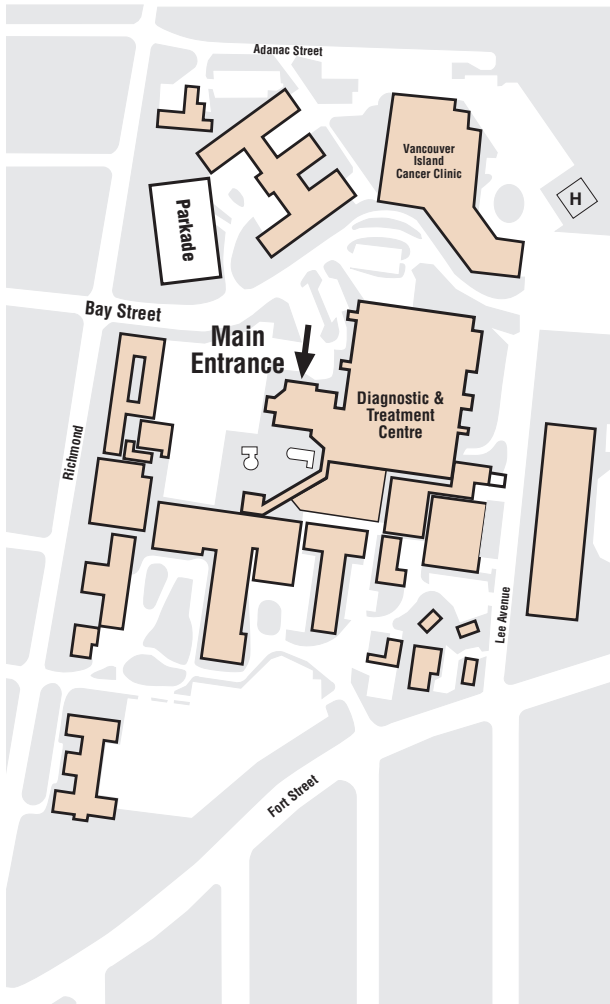 Adanac Street
Vancouver
Island
Cancer Clinic
H
Parkade
Bay Street
Main
Entrance
Diagnostic &
Treatment
Centre
Richmond
Lee Avenue
Fort Street